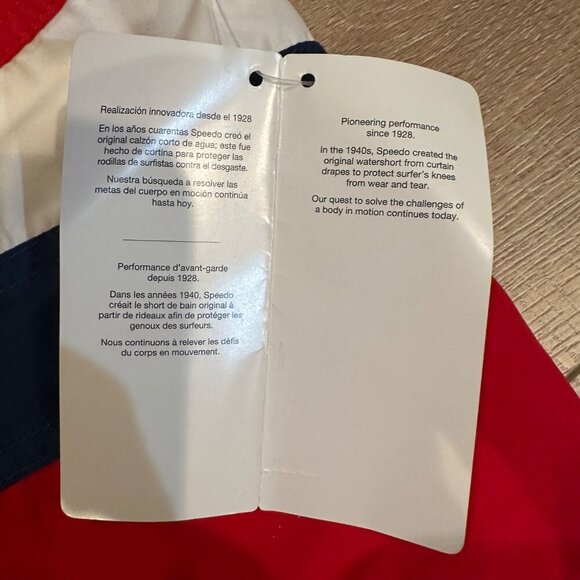 Realización innovadora desde el 1928
En los años cuarentas Speedo creó el
original calzón corto de agua; este fue
hecho de cortina para proteger las
rodillas de surfistas contra el desgaste.
Nuestra búsqueda a resolver las
metas del cuerpo en moción continúa
hasta hoy.
Performance d'avant-garde
depuis 1928.
Dans les années 1940, Speedo
créait le short de bain original à
partir de rideaux afin de protéger les
genoux des surfeurs.
Nous continuons à relever les défis
du corps en mouvement.
Pioneering performance
since 1928.
In the 1940s, Speedo created the
original watershort from curtain
drapes to protect surfer's knees
from wear and tear.
Our quest to solve the challenges of
a body in motion continues today.